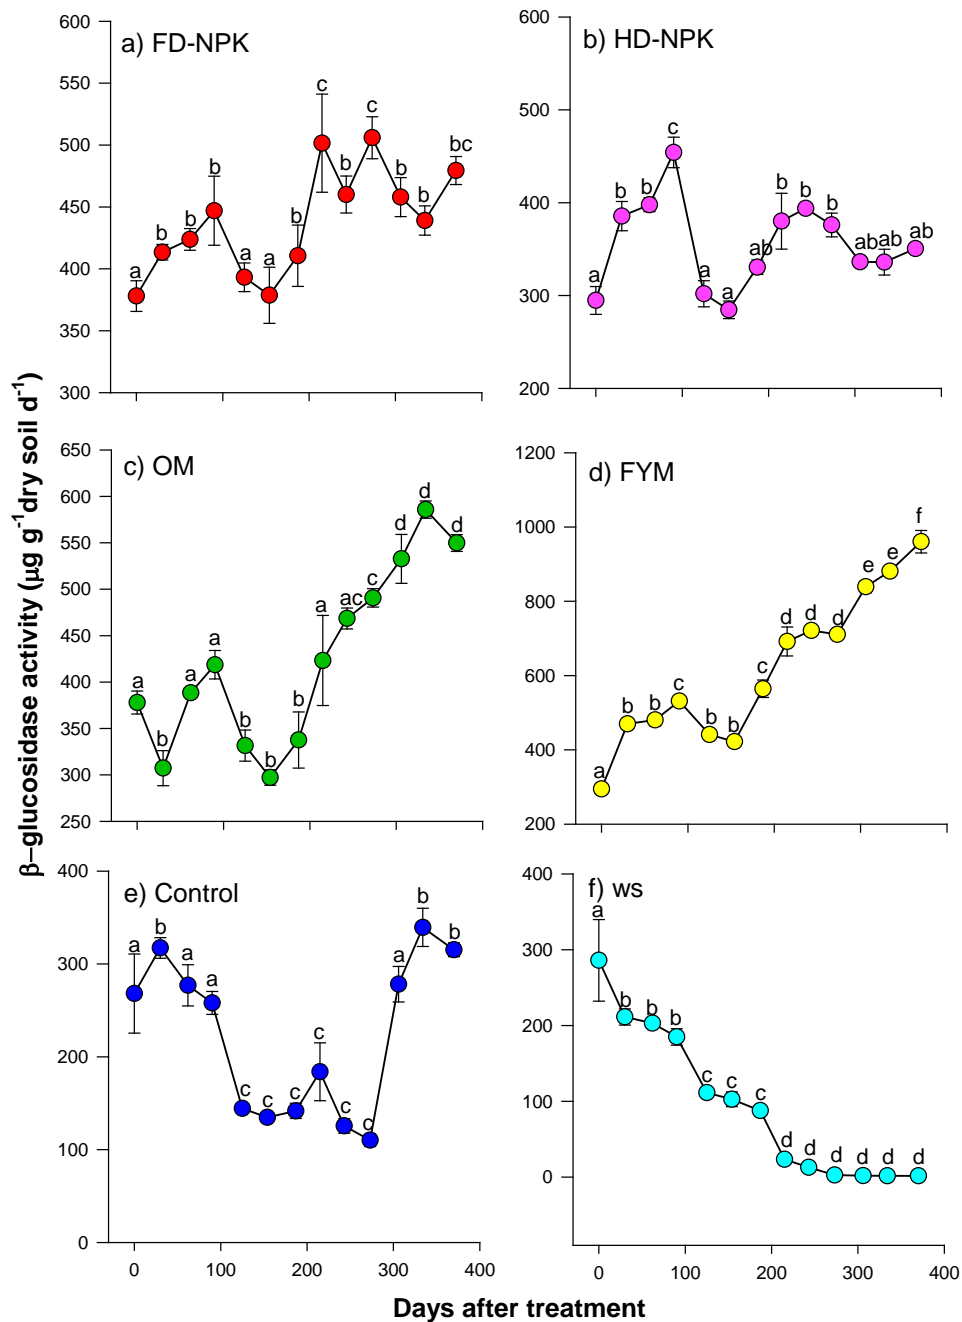 β–glucosidase activity (μg g⁻¹dry soil d⁻¹)
a) FD-NPK
600
550
500
450
400
350
300
a
b
b
b
a
a
b
c
b
c
b
b
bc
b) HD-NPK
600
500
400
300
200
a
b
b
c
a
a
ab
b
b
b
ab
ab
ab
c) OM
650
600
550
500
450
400
350
300
250
a
b
a
a
b
b
b
a
ac
c
d
d
d
d) FYM
1200
1000
800
600
400
200
a
b
b
c
b
b
c
d
d
d
e
e
f
e) Control
400
300
200
100
0
a
b
a
a
c
c
c
c
c
c
a
b
b
0 100 200 300 400
f) ws
400
300
200
100
0
a
b
b
b
c
c
c
d
d
d
d
d
d
0 100 200 300 400
Days after treatment